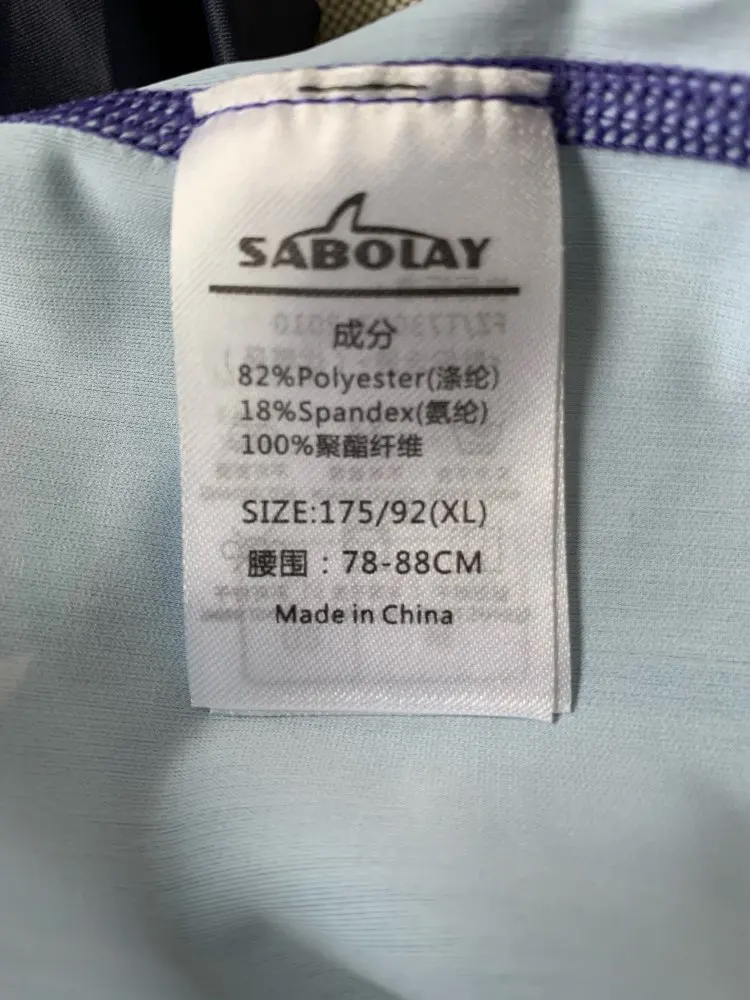 SABOLAY
成分
82%Polyester(涤纶)
18%Spandex(氨纶)
100%聚酯纤维
SIZE:175/92(XL)
腰围：78-88CM
Made in China